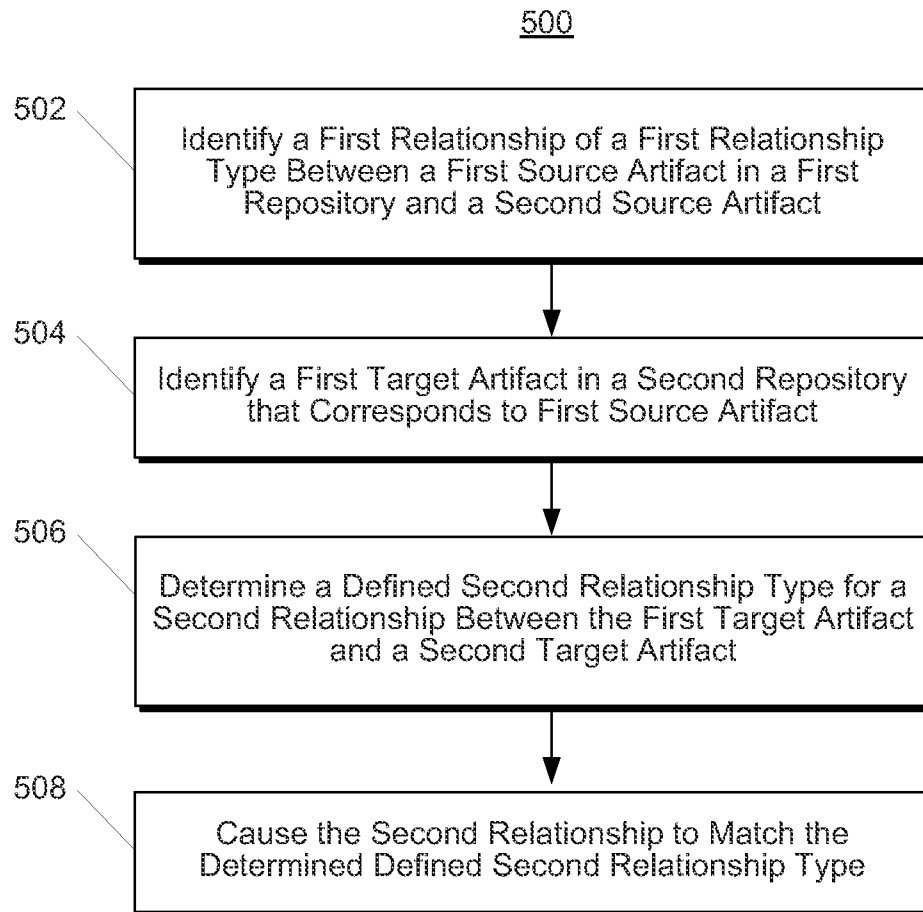 500
502
Identify a First Relationship of a First Relationship
Type Between a First Source Artifact in a First
Repository and a Second Source Artifact
504
Identify a First Target Artifact in a Second Repository
that Corresponds to First Source Artifact
506
Determine a Defined Second Relationship Type for a
Second Relationship Between the First Target Artifact
and a Second Target Artifact
508
Cause the Second Relationship to Match the
Determined Defined Second Relationship Type